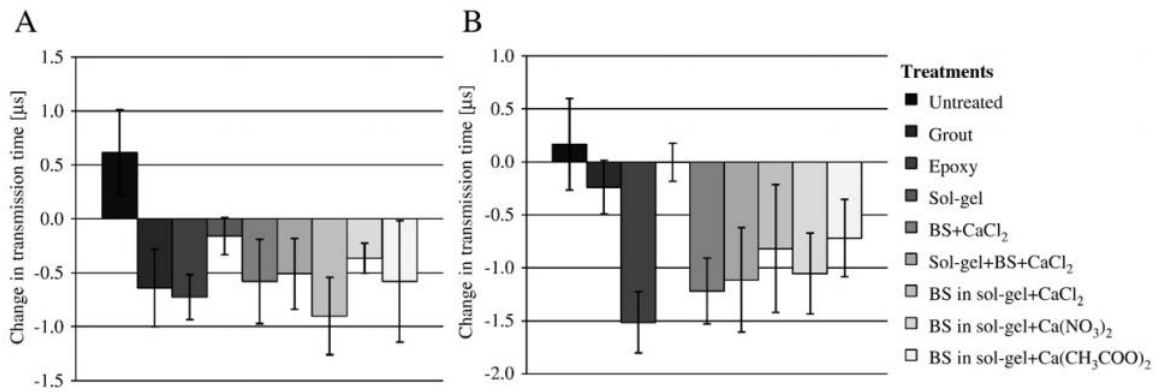 A
Change in transmission time [µs]
1.5
1.0
0.5
0.0
-0.5
-1.0
-1.5
B
Change in transmission time [µs]
1.0
0.5
0.0
-0.5
-1.0
-1.5
-2.0
Treatments
Untreated
Grout
Epoxy
Sol-gel
BS+CaCl₂
Sol-gel+BS+CaCl₂
BS in sol-gel+CaCl₂
BS in sol-gel+Ca(NO₃)₂
BS in sol-gel+Ca(CH₃COO)₂